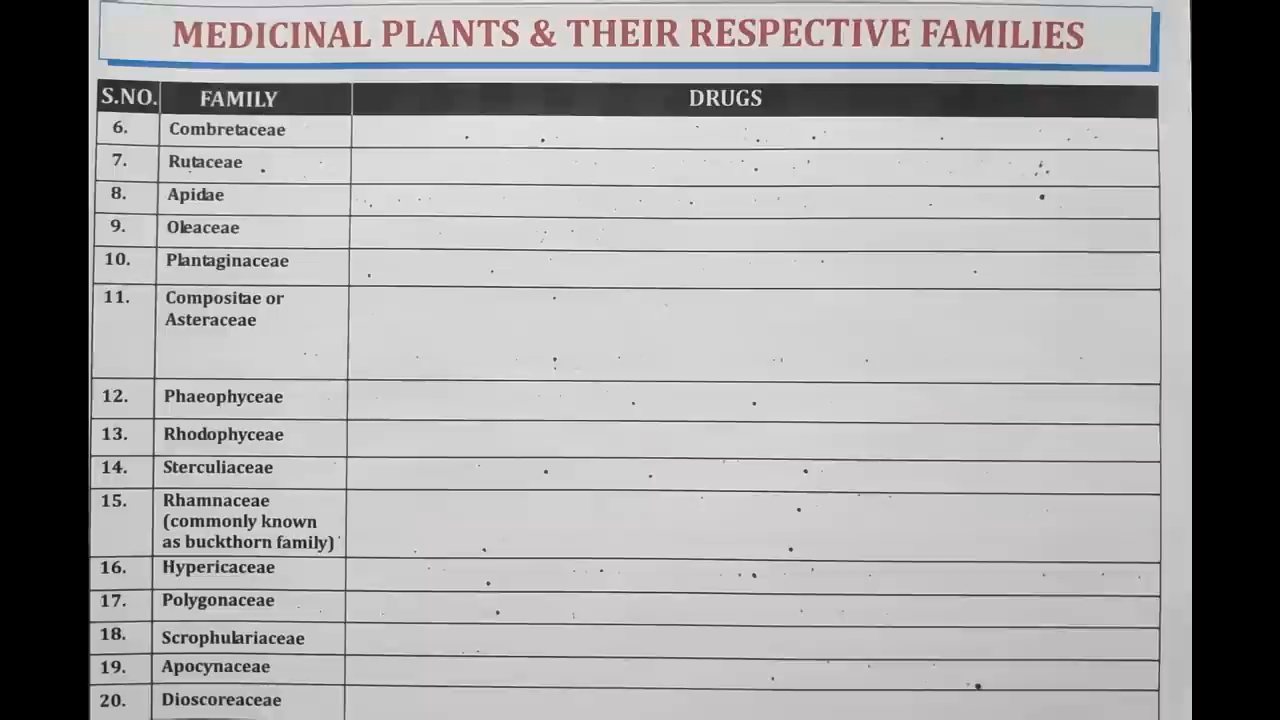 MEDICINAL PLANTS & THEIR RESPECTIVE FAMILIES
S.NO. FAMILY DRUGS
6. Combretaceae
7. Rutaceae
8. Apidae
9. Oleaceae
10. Plantaginaceae
11. Compositae or
Asteraceae
12. Phaeophyceae
13. Rhodophyceae
14. Sterculiaceae
15. Rhamnaceae
(commonly known
as buckthorn family)
16. Hypericaceae
17. Polygonaceae
18. Scrophulariaceae
19. Apocynaceae
20. Dioscoreaceae